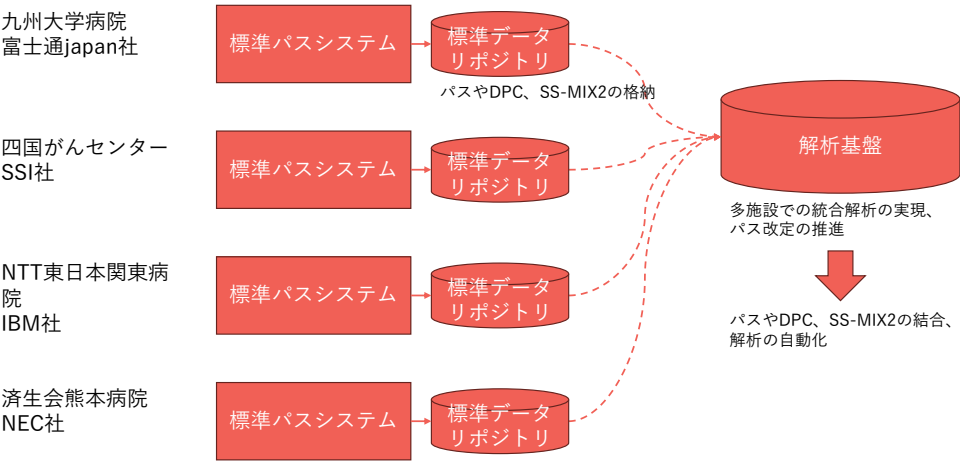 九州大学病院
富士通japan社
標準パスシステム
標準データ
リポジトリ
パスやDPC、SS-MIX2の格納
四国がんセンター
SSI社
標準パスシステム
標準データ
リポジトリ
解析基盤
多施設での統合解析の実現、
パス改定の推進
NTT東日本関東病
院
IBM社
標準パスシステム
標準データ
リポジトリ
パスやDPC、SS-MIX2の結合、
解析の自動化
済生会熊本病院
NEC社
標準パスシステム
標準データ
リポジトリ